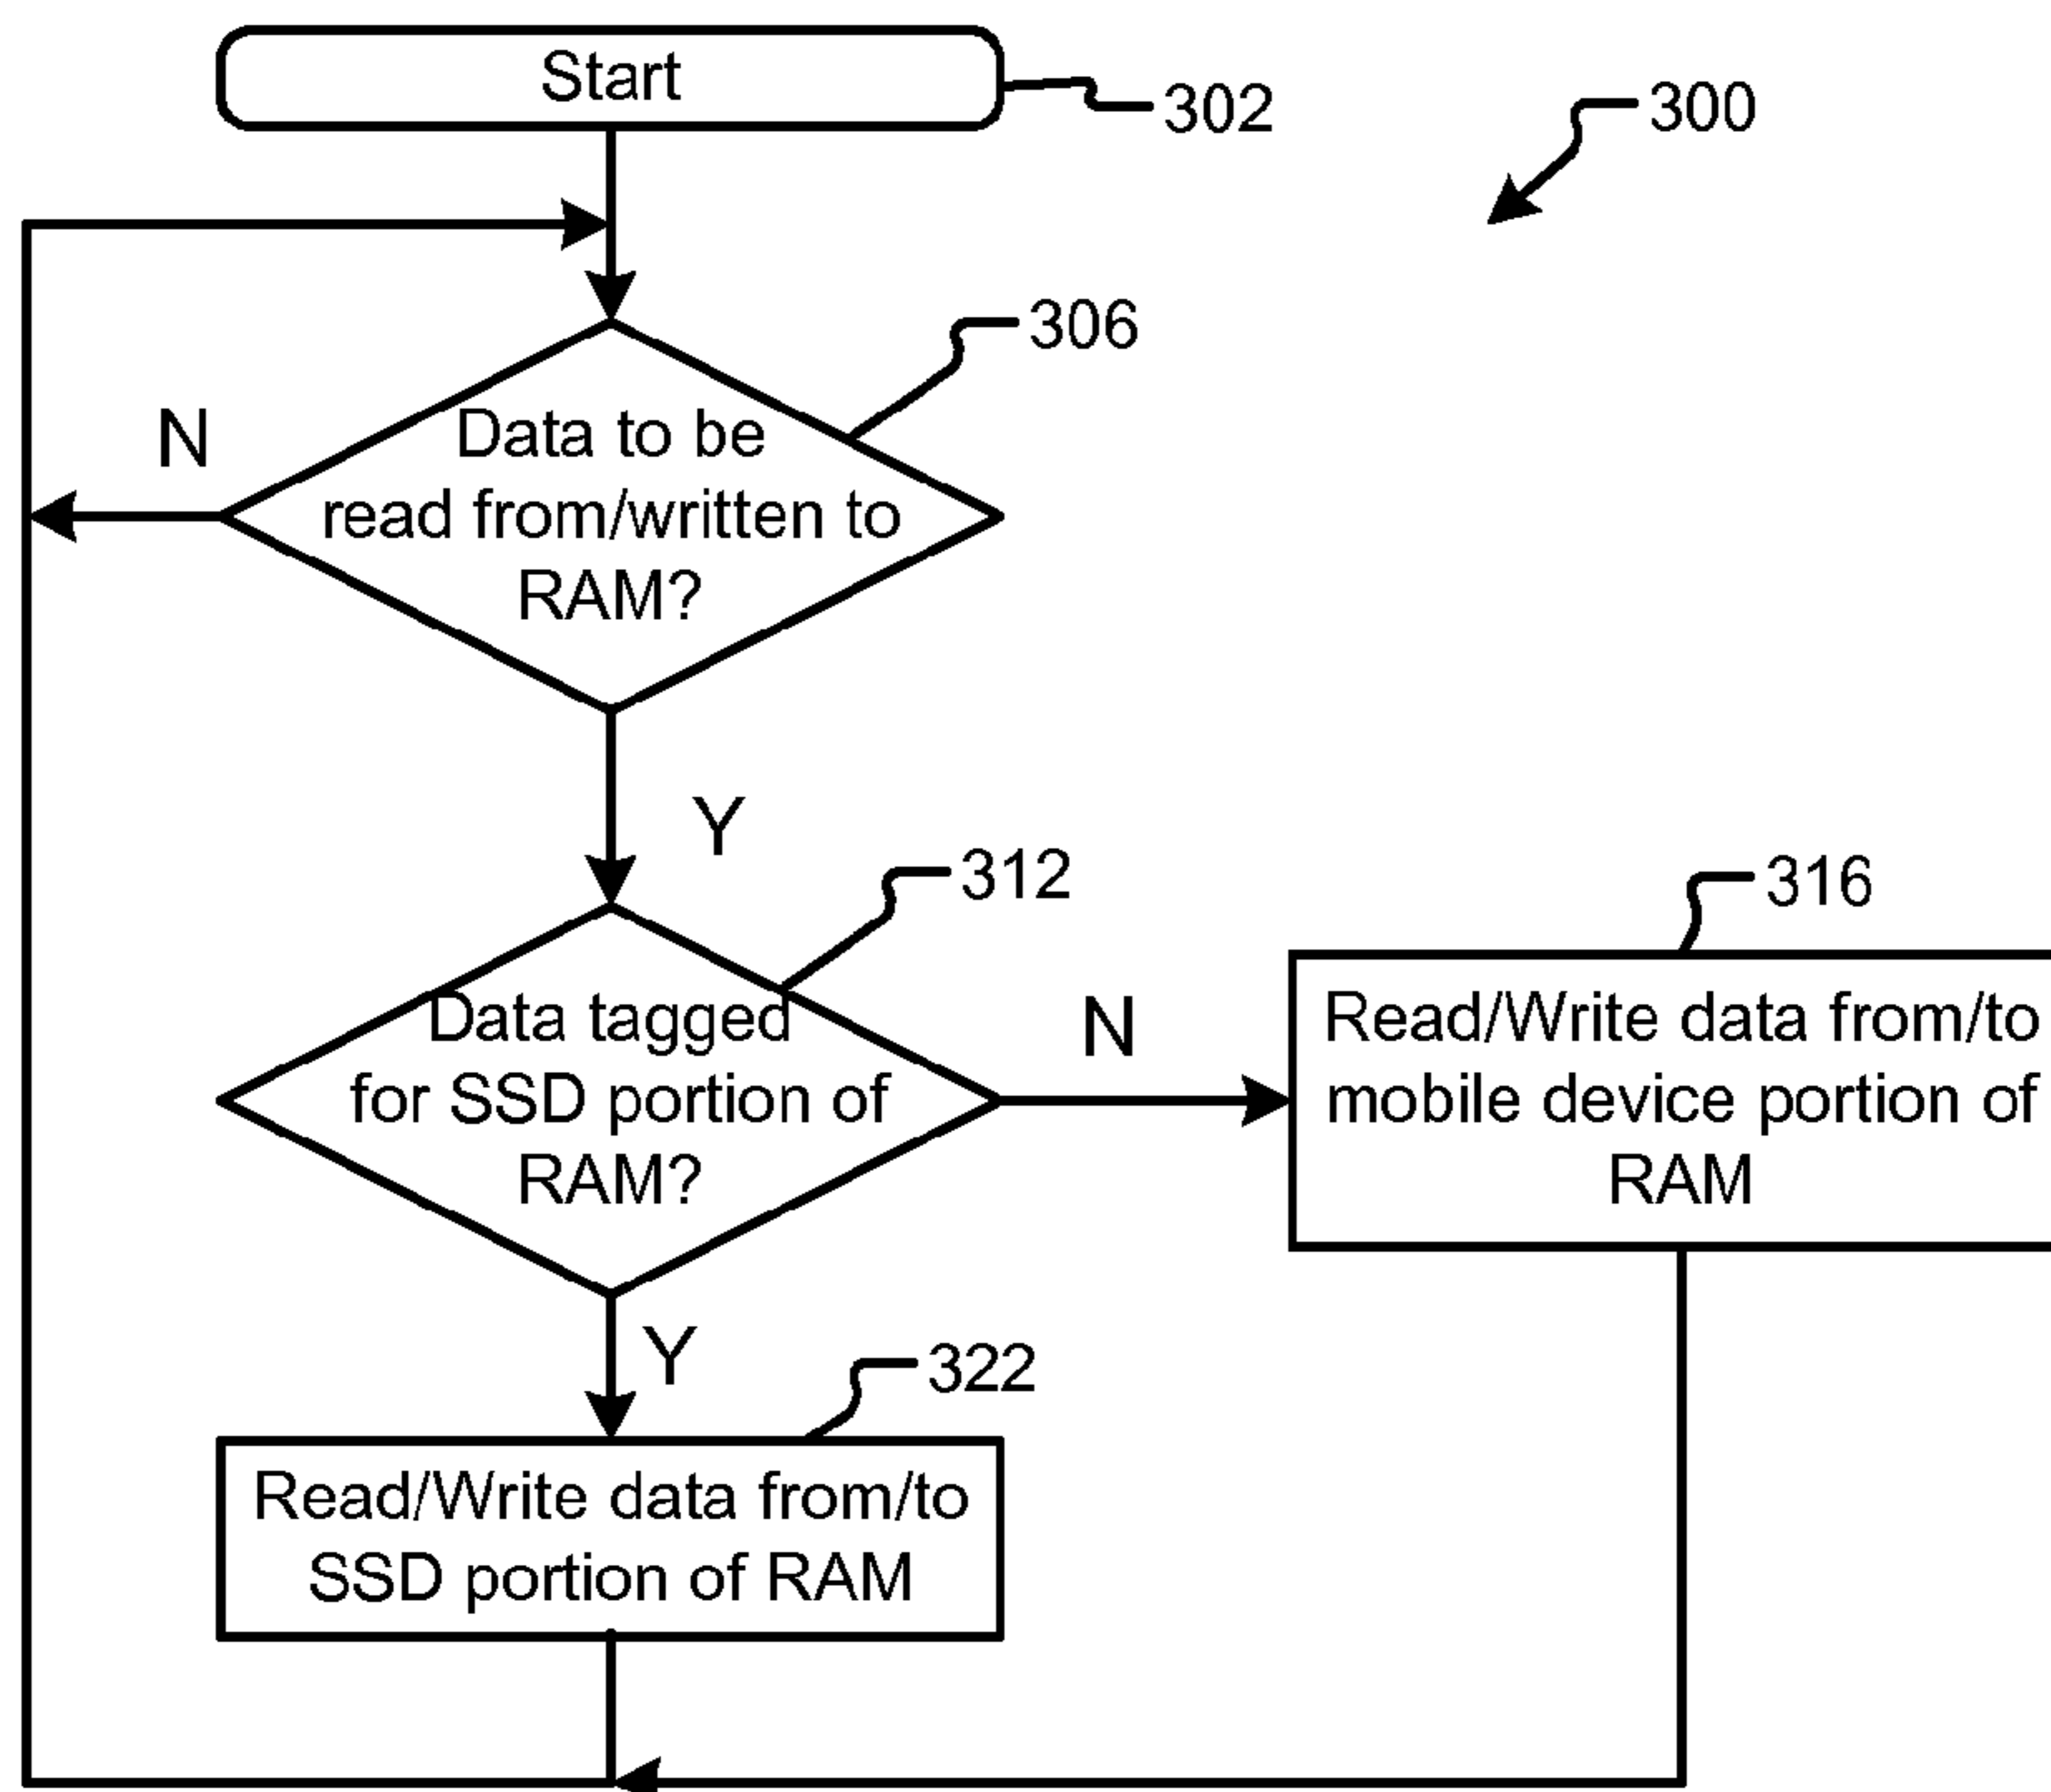 Start
302
300
306
N
Data to be
read from/written to
RAM?
Y
312
316
Data tagged
for SSD portion of
RAM?
N
Read/Write data from/to
mobile device portion of
RAM
Y
322
Read/Write data from/to
SSD portion of RAM